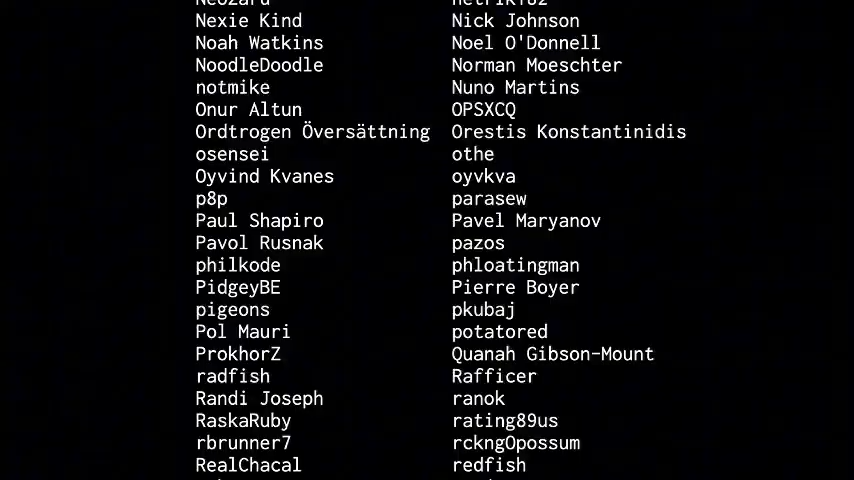 Nexie Kind Nick Johnson
Noah Watkins Noel O'Donnell
NoodleDoodle Norman Moeschter
notmike Nuno Martins
Onur Altun OPSXCQ
Ordtrogen Översättning Orestis Konstantinidis
osensei othe
Oyvind Kvanes oyvkva
p8p parasew
Paul Shapiro Pavel Maryanov
Pavol Rusnak pazos
philkode phloatingman
PidgeyBE Pierre Boyer
pigeons pkubaj
Pol Mauri potatored
ProkhorZ Quanah Gibson-Mount
radfish Rafficer
Randi Joseph ranok
RaskaRuby rating89us
rbrunner7 rckngOpossum
RealChacal redfish